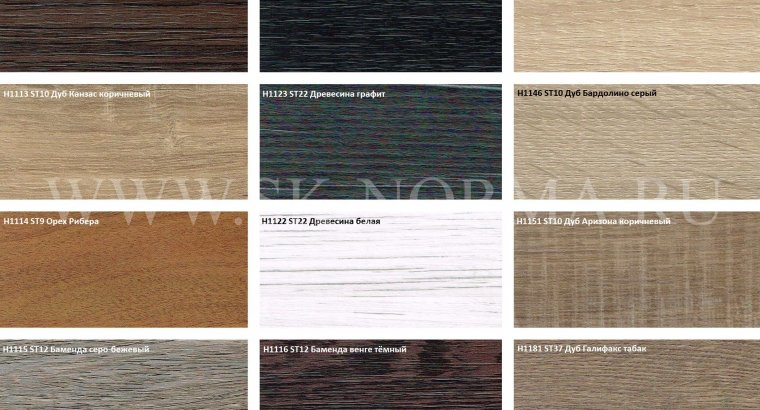 H1113 ST10 Дуб Канзас коричневый
H1123 ST22 Древесина графит
H1146 ST10 Дуб Бардолино серый
WWW.SK-NORMA.RU
H1114 ST9 Орех Рибера
H1122 ST22 Древесина белая
H1151 ST10 Дуб Аризона коричневый
H1115 ST12 Баменда серо-бежевый
H1116 ST12 Баменда венге тёмный
H1181 ST37 Дуб Галифакс табак